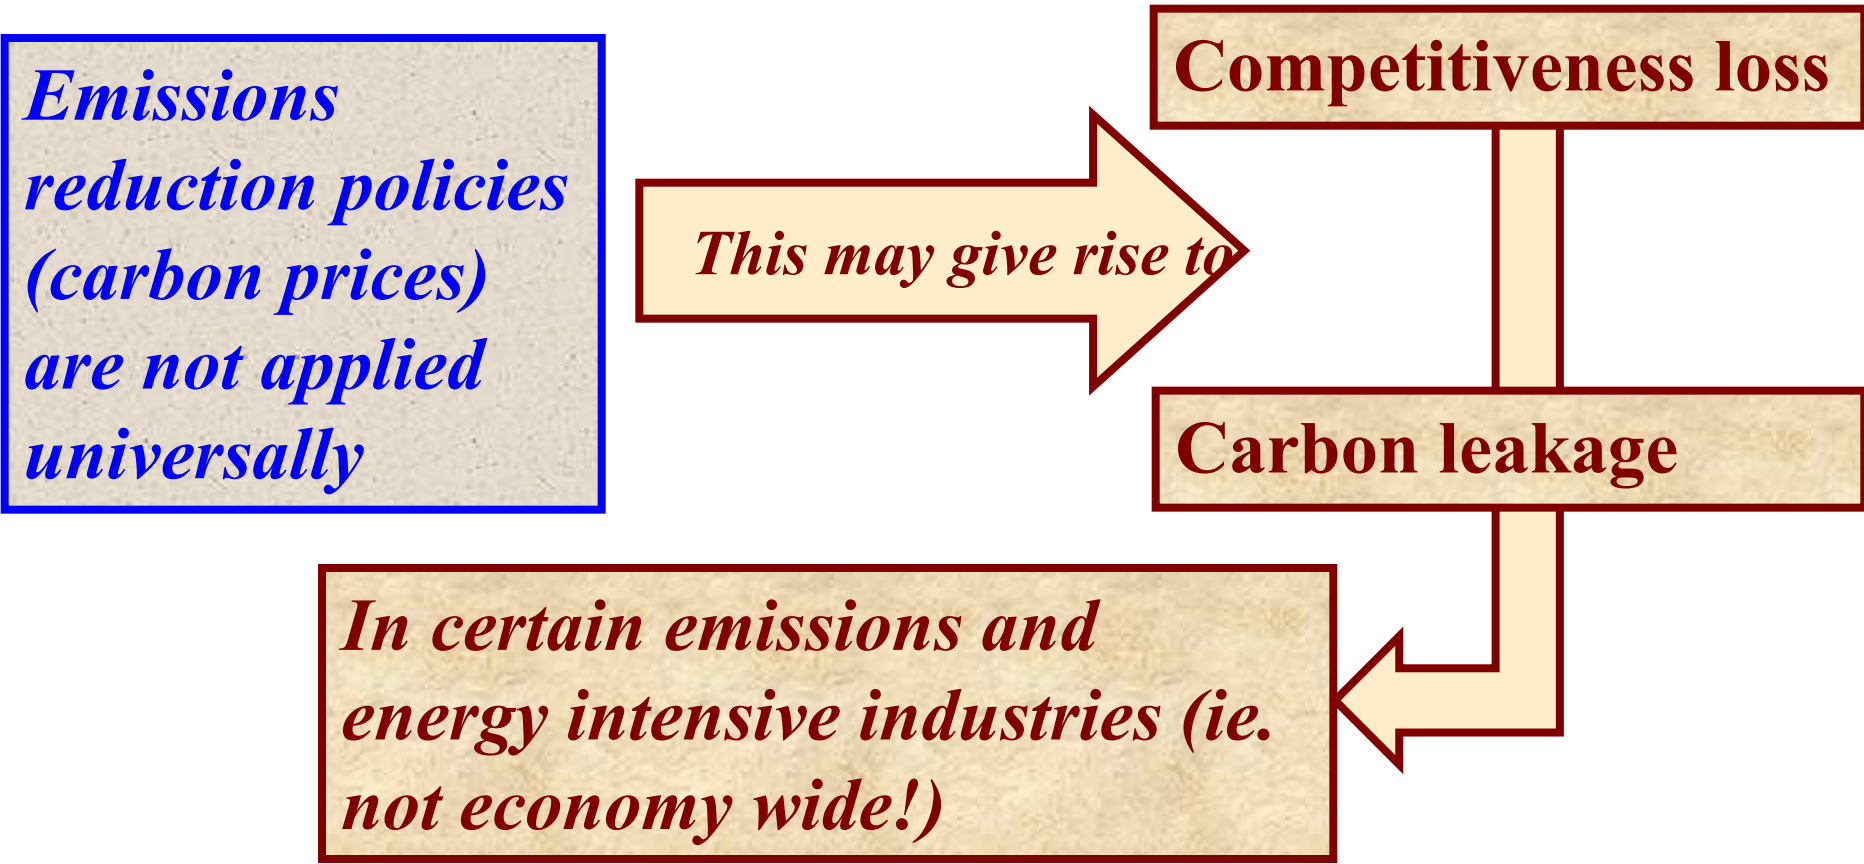 Emissions
reduction policies
(carbon prices)
are not applied
universally
This may give rise to
Competitiveness loss
Carbon leakage
In certain emissions and
energy intensive industries (ie.
not economy wide!)